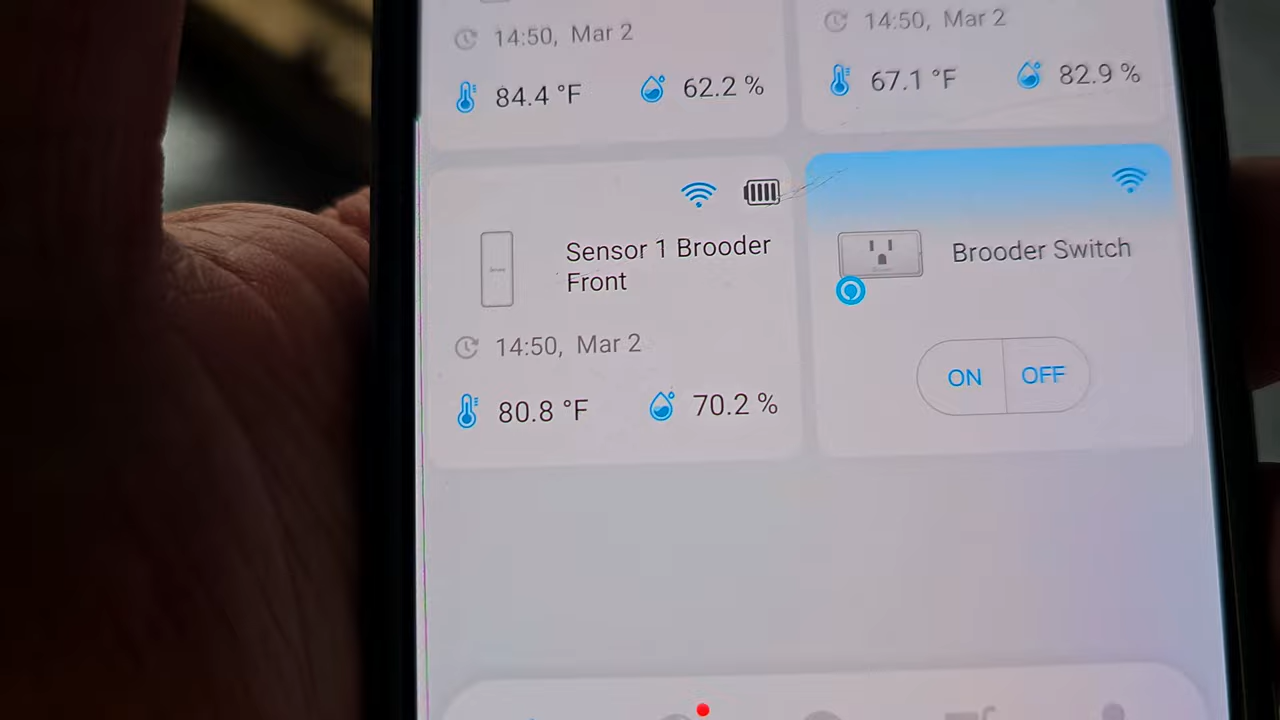 14:50, Mar 2
84.4 °F 62.2 %
14:50, Mar 2
67.1 °F 82.9 %
Sensor 1 Brooder
Front
14:50, Mar 2
80.8 °F 70.2 %
Brooder Switch
ON OFF